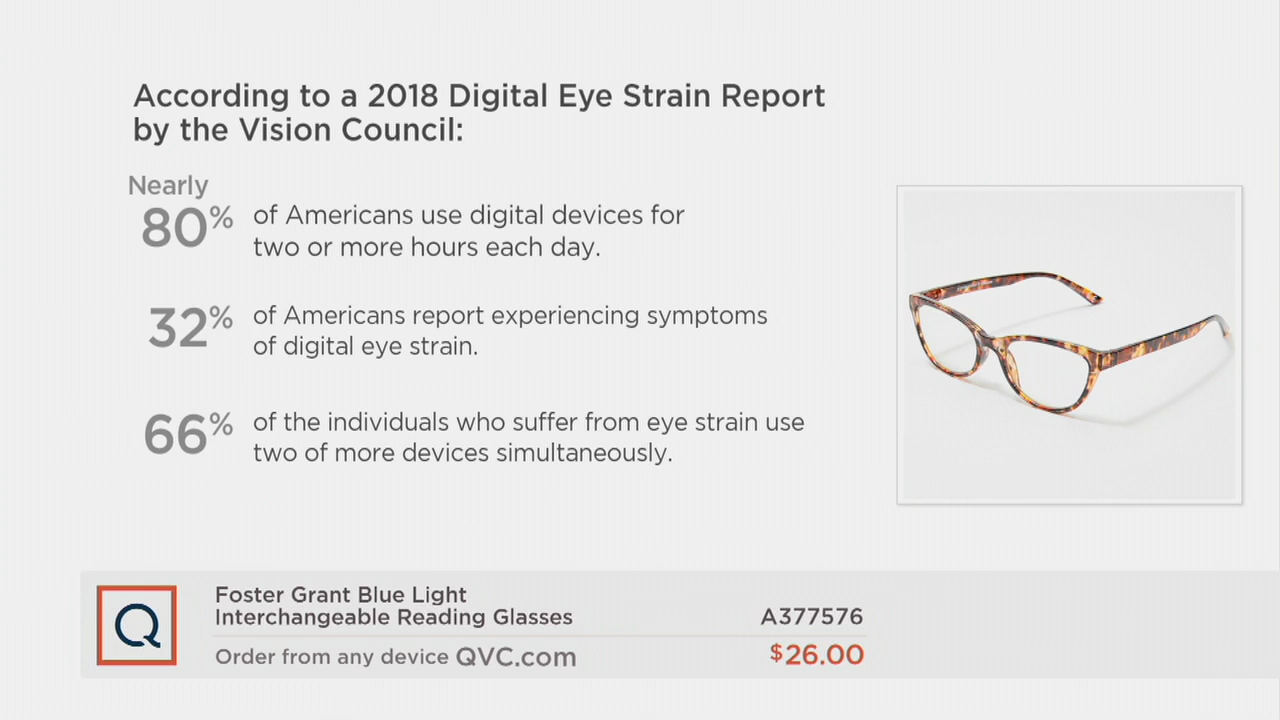 According to a 2018 Digital Eye Strain Report
by the Vision Council:
Nearly
80% of Americans use digital devices for
two or more hours each day.
32% of Americans report experiencing symptoms
of digital eye strain.
66% of the individuals who suffer from eye strain use
two of more devices simultaneously.
Q
Foster Grant Blue Light
Interchangeable Reading Glasses A377576
Order from any device QVC.com $26.00